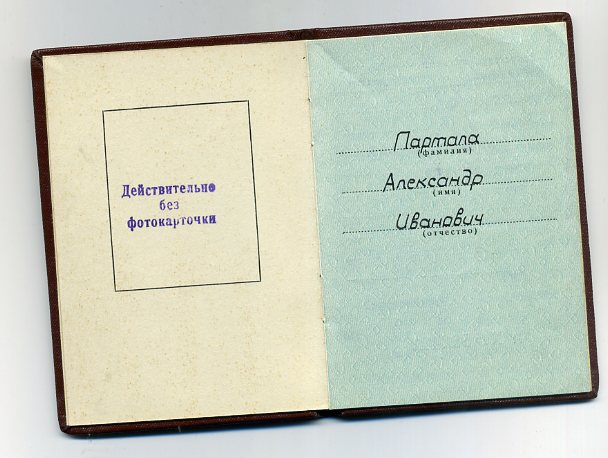 Действительно
без
фотокарточки
Партала
(фамилия)
Александр
(имя)
Иванович
(отчество)